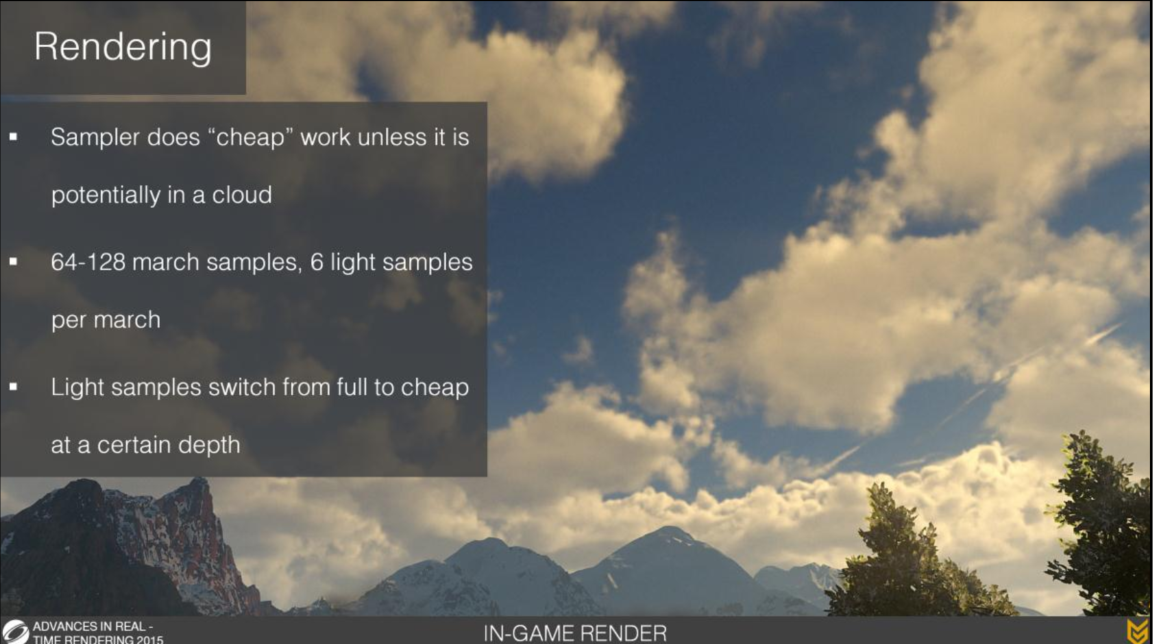 Rendering
▪ Sampler does “cheap” work unless it is
potentially in a cloud
▪ 64-128 march samples, 6 light samples
per march
▪ Light samples switch from full to cheap
at a certain depth
ADVANCES IN REAL -
TIME RENDERING 2015
IN-GAME RENDER